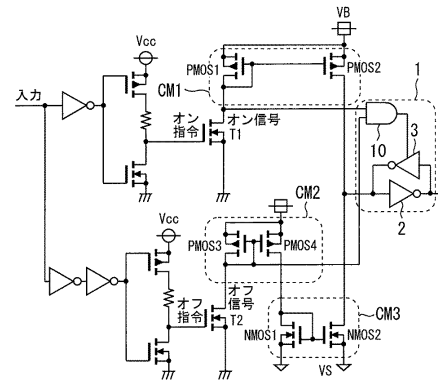 VB
Vcc
PMOS1
PMOS2
1
CM1
入力
オン
指令
オン信号
T1
10
3
2
CM2
Vcc
PMOS3
PMOS4
オフ
指令
オフ
信号
T2
CM3
NMOS1
NMOS2
VS